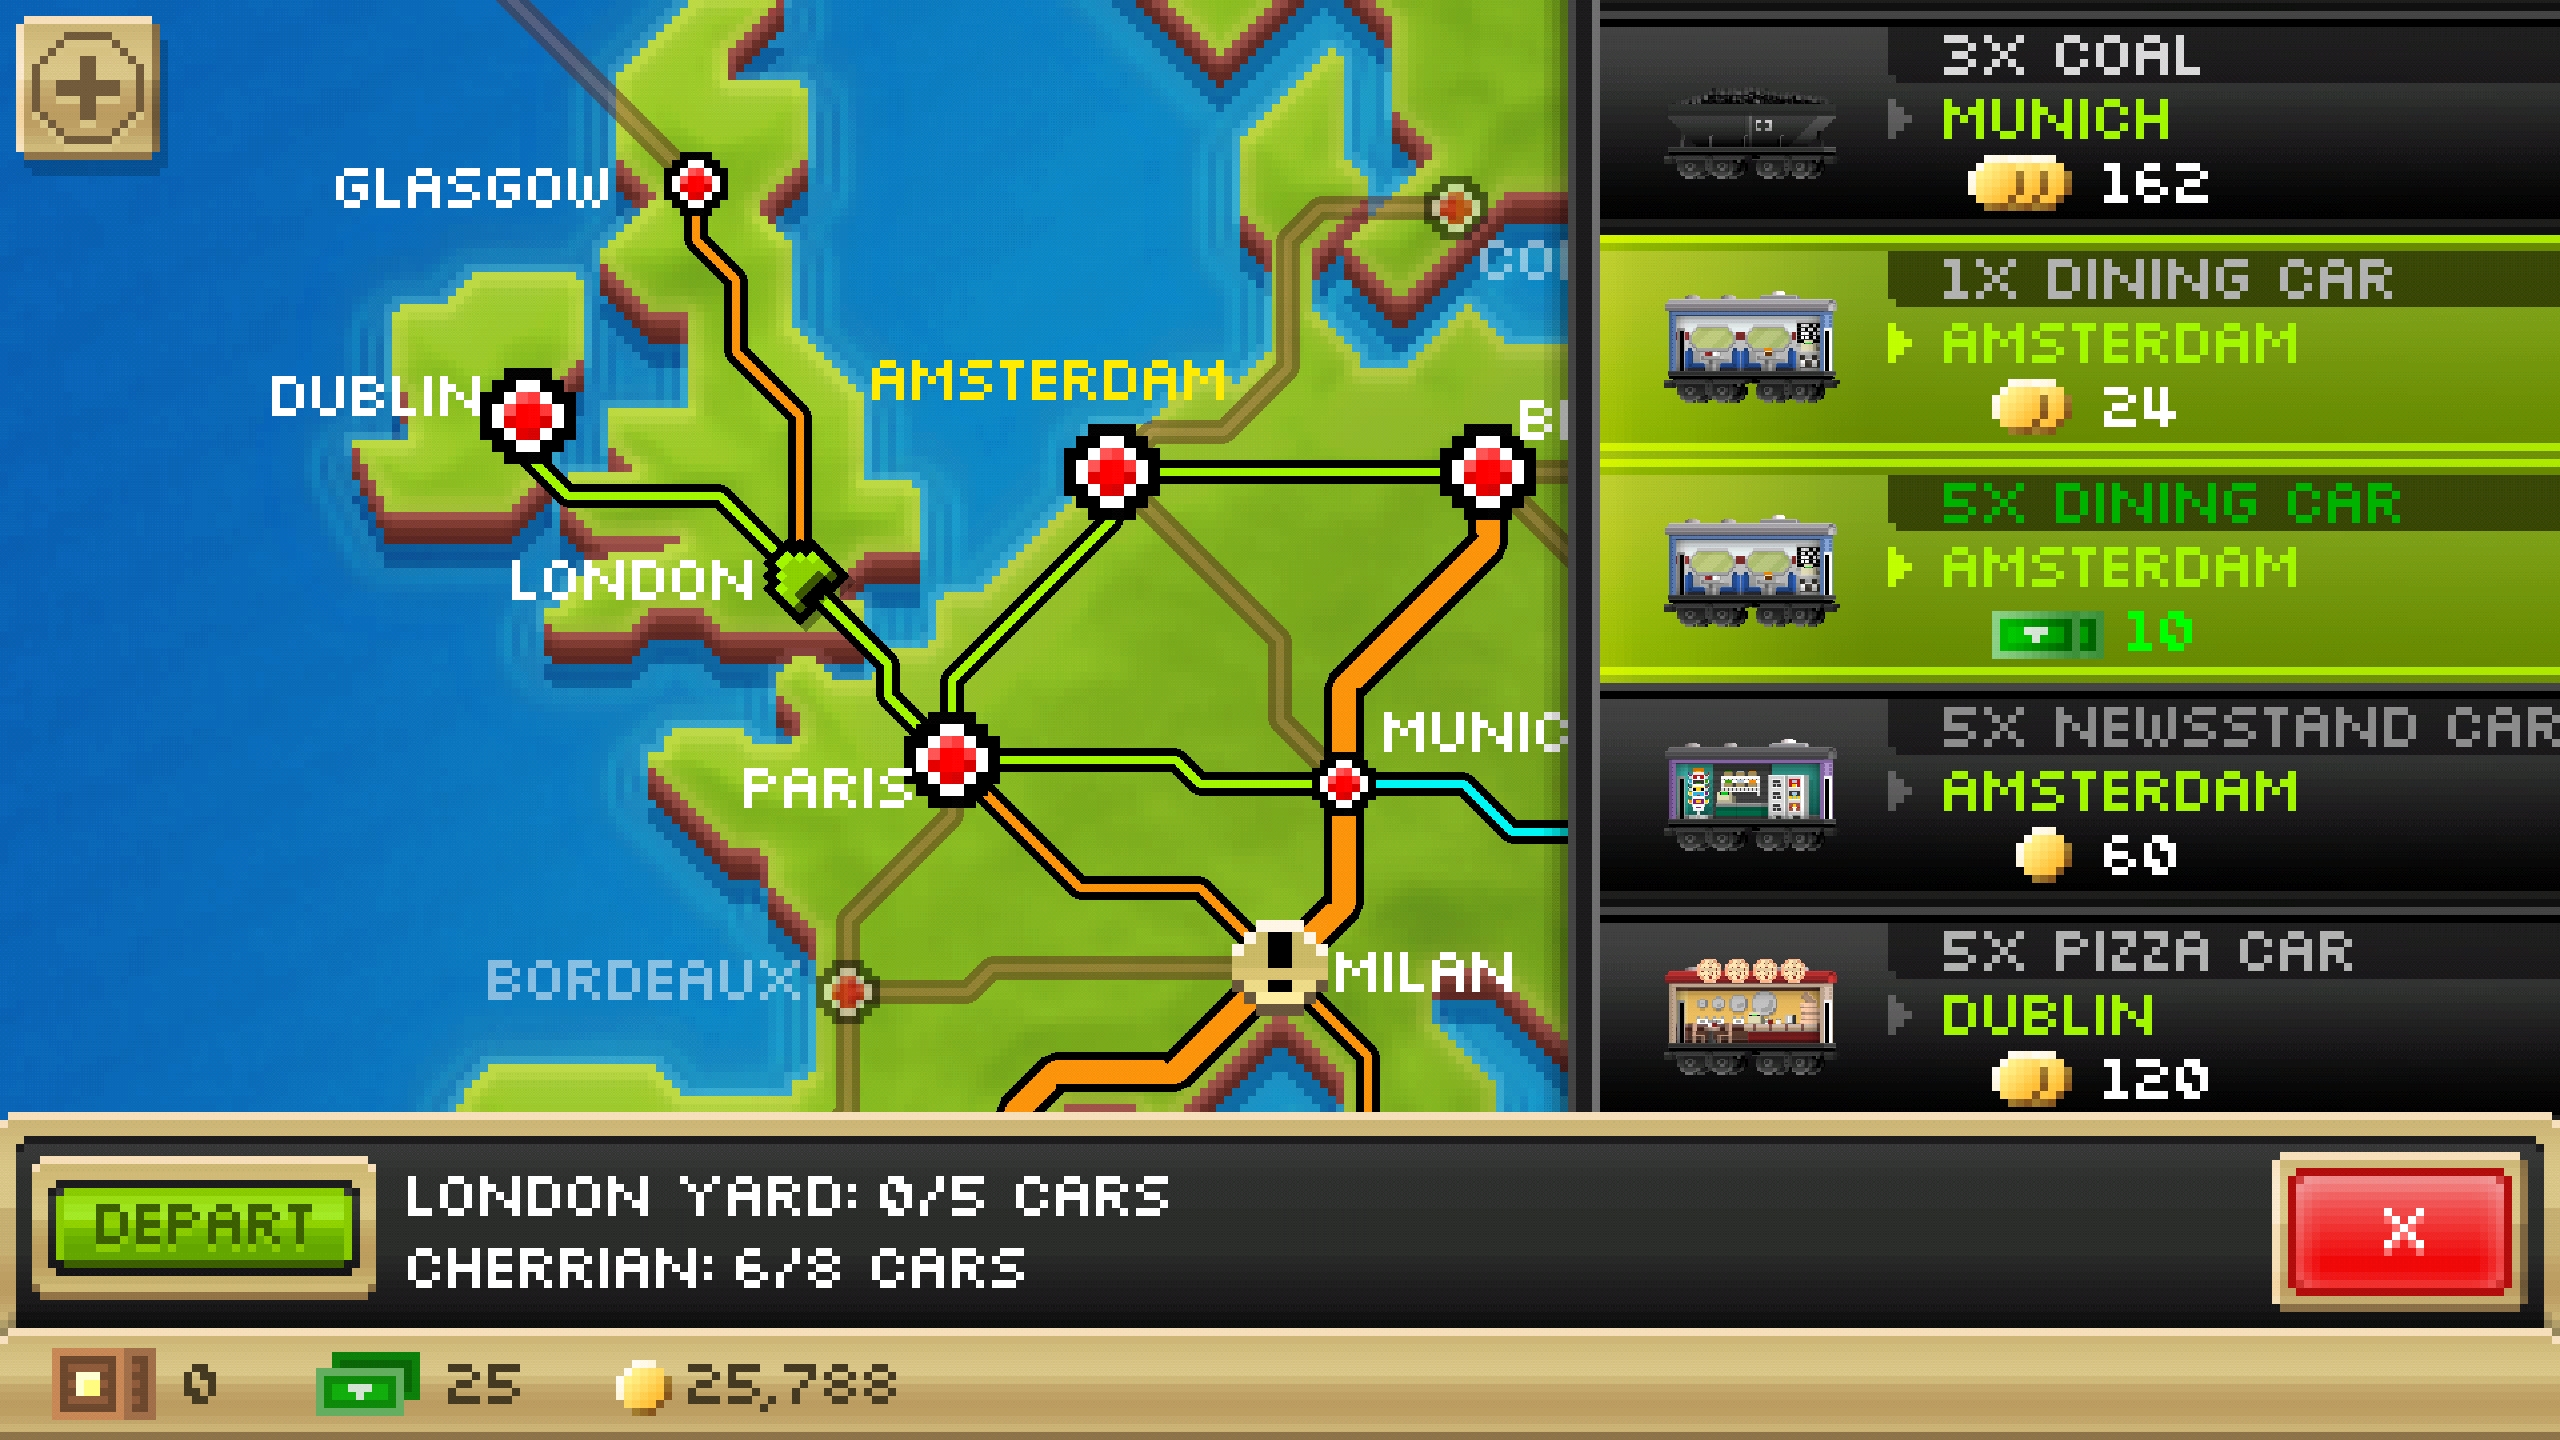 GLASGOW
DUBLIN
AMSTERDAM
LONDON
PARIS
BORDEAUX
MILAN
MUNIC
CO
B
3X COAL
MUNICH
162
1X DINING CAR
AMSTERDAM
24
5X DINING CAR
AMSTERDAM
10
5X NEWSSTAND CAR
AMSTERDAM
60
5X PIZZA CAR
DUBLIN
120
DEPART
LONDON YARD: 0/5 CARS
CHERRIAN: 6/8 CARS
X
0
25
25,788